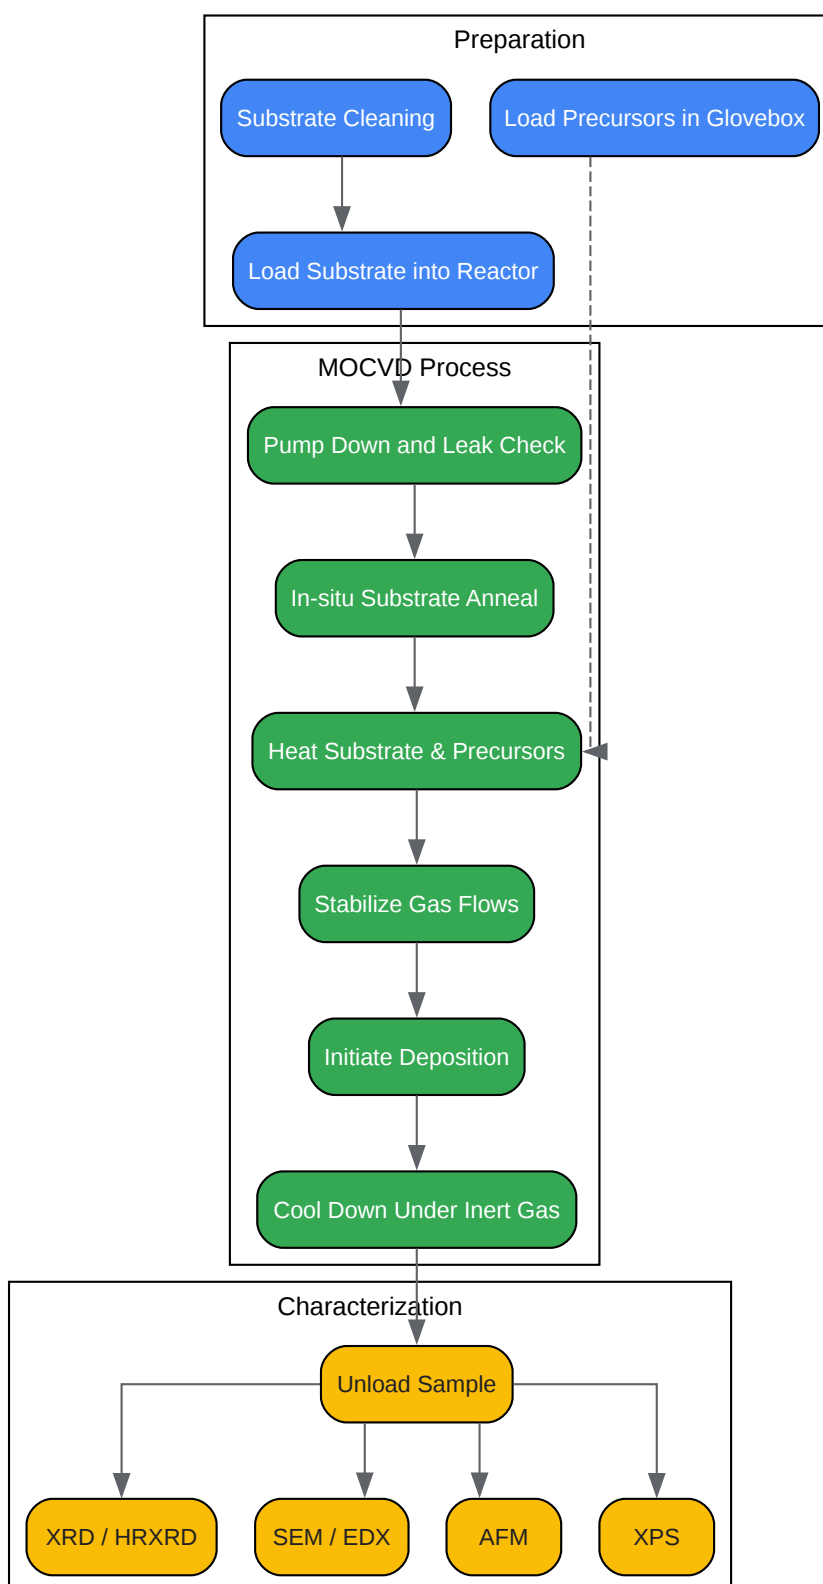 Preparation
Substrate Cleaning
Load Precursors in Glovebox
Load Substrate into Reactor
MOCVD Process
Pump Down and Leak Check
In-situ Substrate Anneal
Heat Substrate & Precursors
Stabilize Gas Flows
Initiate Deposition
Cool Down Under Inert Gas
Characterization
Unload Sample
XRD / HRXRD
SEM / EDX
AFM
XPS